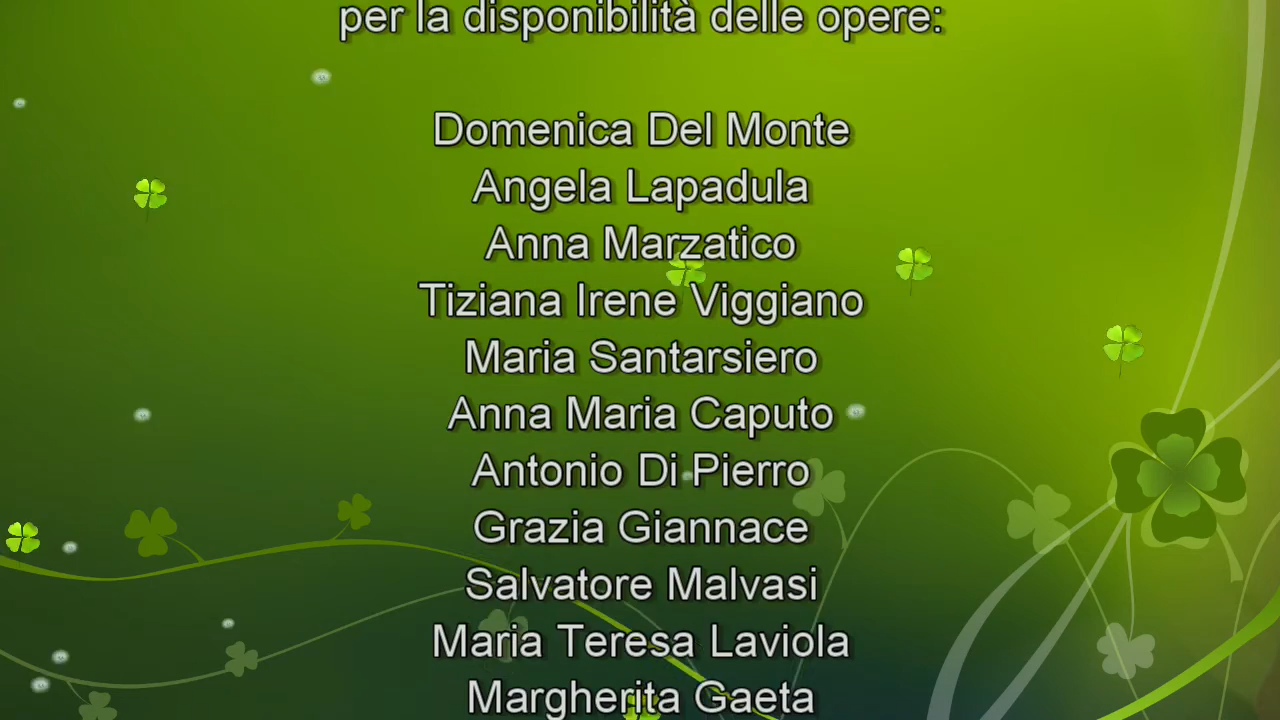 per la disponibilità delle opere:
Domenica Del Monte
Angela Lapadula
Anna Marzatico
Tiziana Irene Viggiano
Maria Santarsiero
Anna Maria Caputo
Antonio Di Pierro
Grazia Giannace
Salvatore Malvasi
Maria Teresa Laviola
Margherita Gaeta